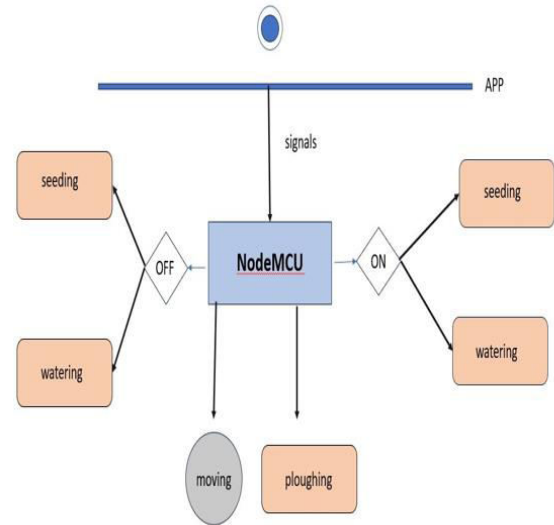 APP
signals
seeding
seeding
OFF
NodeMCU
ON
watering
watering
moving
ploughing